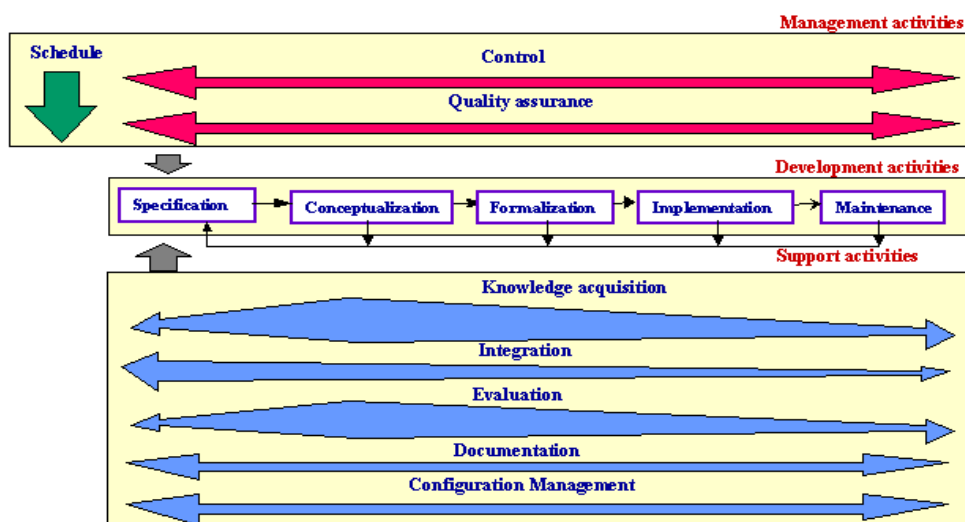 Management activities
Schedule
Control
Quality assurance
Development activities
Specification
Conceptualization
Formalization
Implementation
Maintenance
Support activities
Knowledge acquisition
Integration
Evaluation
Documentation
Configuration Management